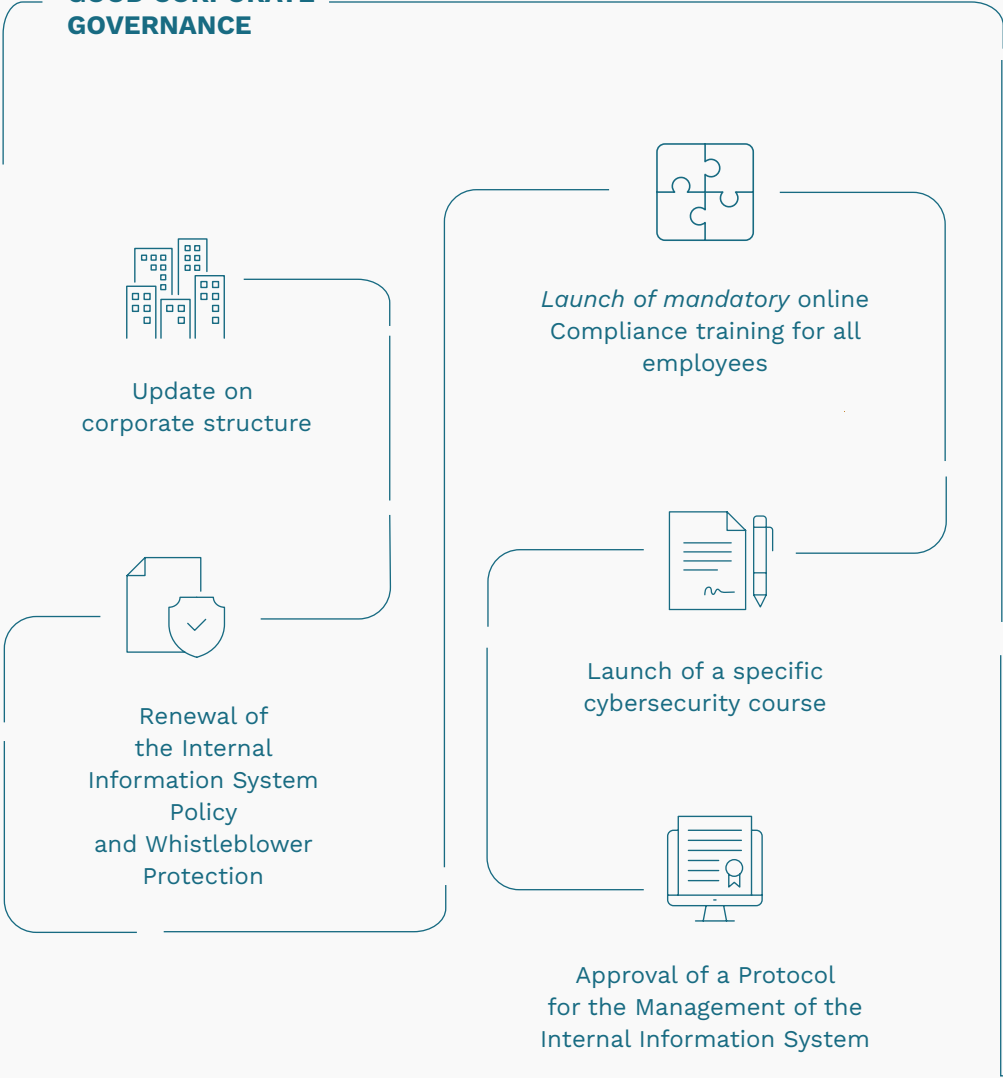 GOOD CORPORATE
GOVERNANCE
Update on
corporate structure
Renewal of
the Internal
Information System
Policy
and Whistleblower
Protection
Launch of mandatory online
Compliance training for all
employees
Launch of a specific
cybersecurity course
Approval of a Protocol
for the Management of the
Internal Information System